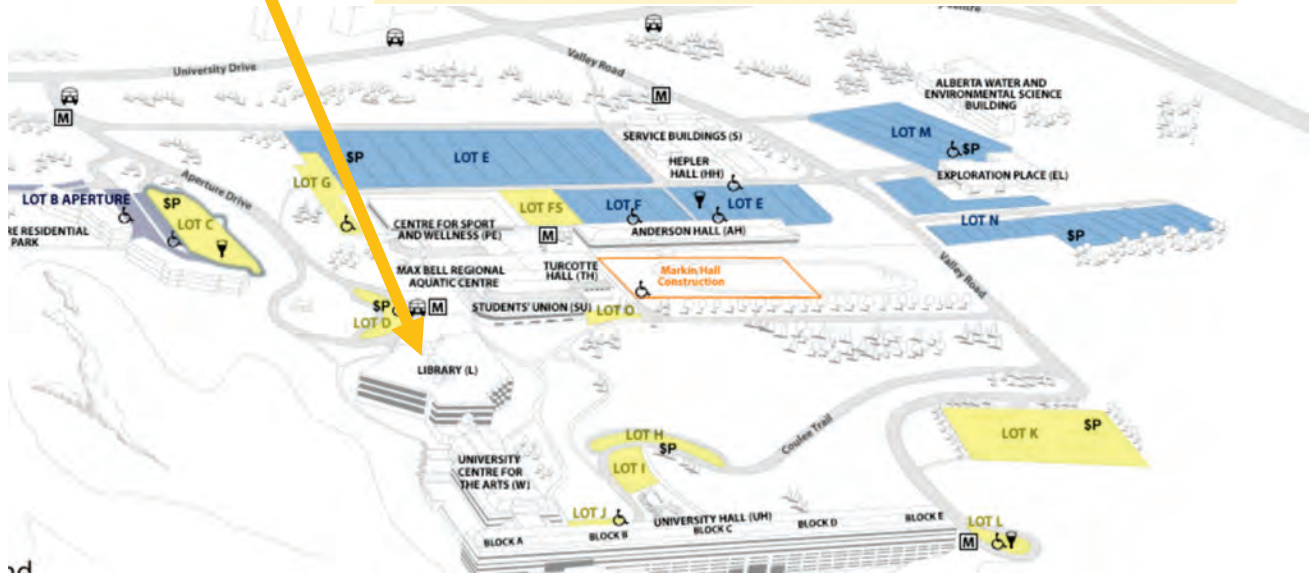 University Drive
Valley Road
M
M
ALBERTA WATER AND
ENVIRONMENTAL SCIENCE
BUILDING
SERVICE BUILDINGS (S)
LOT M
$P
$P
LOT E
HEPLER
HALL (HH)
EXPLORATION PLACE (EL)
Aperture Drive
LOT G
LOT B APERTURE
$P
LOT C
LOT FS
LOT F
LOT E
LOT N
$P
RE RESIDENTIAL
PARK
CENTRE FOR SPORT
AND WELLNESS (PE)
M
ANDERSON HALL (AH)
Valley Road
MAX BELL REGIONAL
AQUATIC CENTRE
TURCOTTE
HALL (TH)
Markin Hall
Construction
$P
M
STUDENTS' UNION (SU)
LOT O
LOT D
LIBRARY (L)
Coulee Trail
LOT K
$P
LOT H
$P
LOT I
UNIVERSITY
CENTRE FOR
THE ARTS (W)
LOT J
UNIVERSITY HALL (UH)
BLOCK A
BLOCK B
BLOCK C
BLOCK D
BLOCK E
LOT L
M